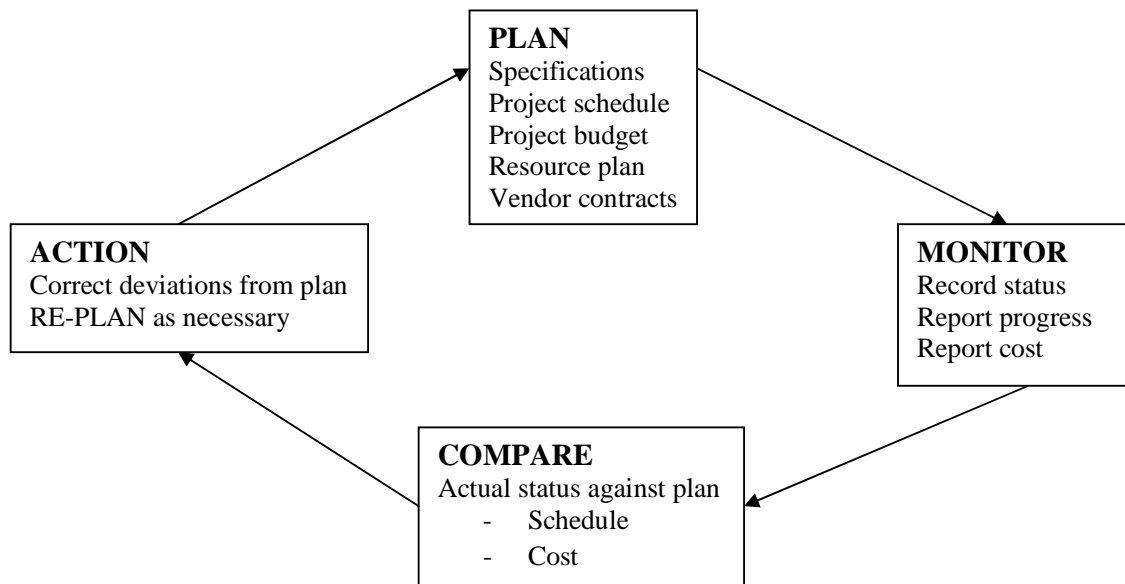 PLAN
Specifications
Project schedule
Project budget
Resource plan
Vendor contracts
ACTION
Correct deviations from plan
RE-PLAN as necessary
MONITOR
Record status
Report progress
Report cost
COMPARE
Actual status against plan
- Schedule
- Cost